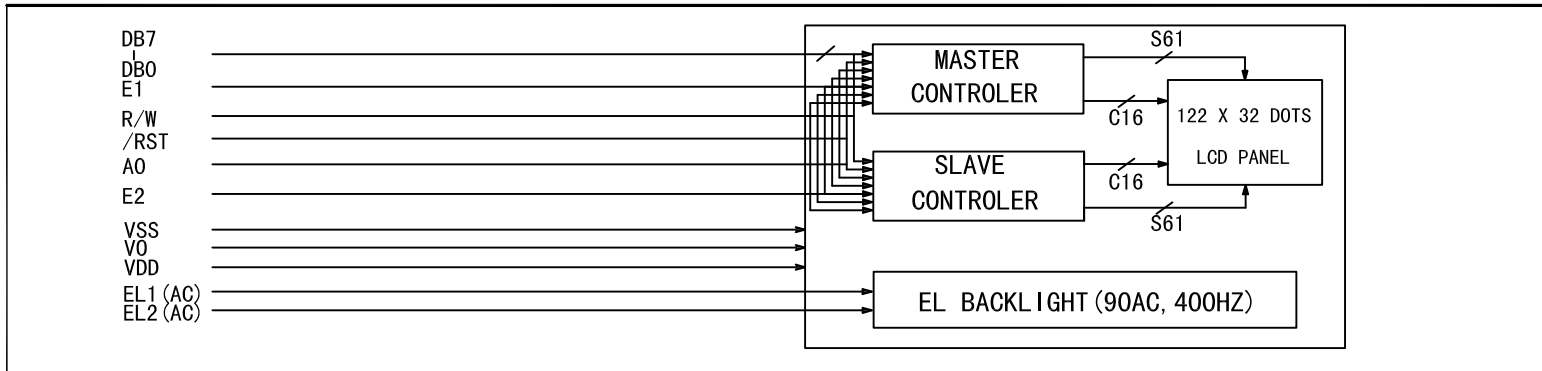 DB7
DB0
E1
R/W
/RST
A0
E2
VSS
V0
VDD
EL1(AC)
EL2(AC)
MASTER
CONTROLER
SLAVE
CONTROLER
S61
C16
C16
S61
122 X 32 DOTS
LCD PANEL
EL BACKLIGHT(90AC, 400HZ)